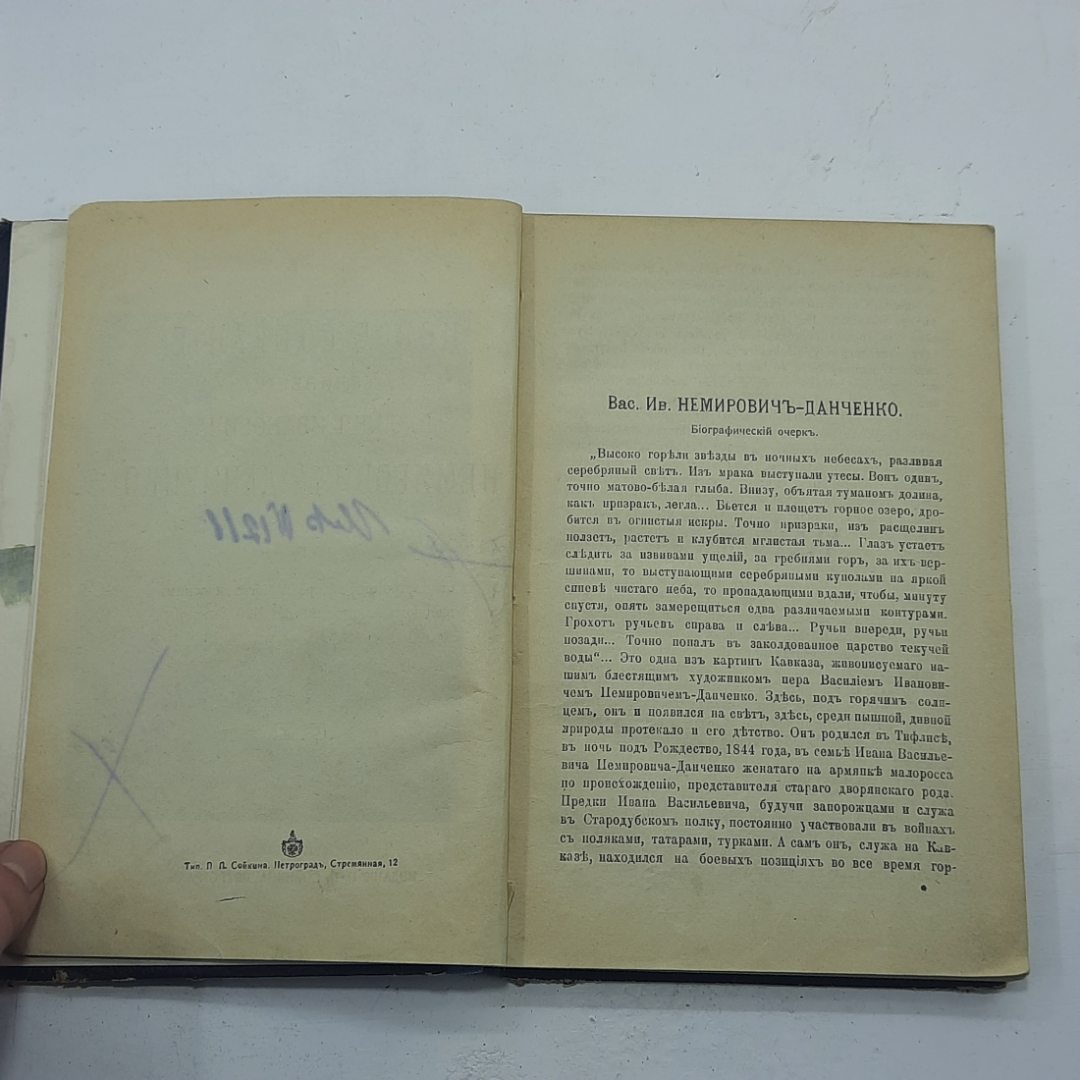 Тип. П. П. Сойкина. Петроградъ, Стремянная, 12
Вас. Ив. НЕМИРОВИЧЪ-ДАНЧЕНКО.
Біографическій очеркъ.
„Высоко горѣли звѣзды въ ночныхъ небесахъ, разливая
серебряный свѣтъ. Изъ мрака выступали утесы. Вонъ одинъ,
точно матово-бѣлая глыба. Внизу, объятая туманомъ долина,
какъ призракъ, легла... Бьется и плещетъ горное озеро, дро-
бится въ огнистыя искры. Точно призраки, изъ расщелинъ
ползетъ, растетъ и клубится мглистая тьма... Глазъ устаетъ
слѣдить за извивами ущелій, за гребнями горъ, за ихъ вер-
шинами, то выступающими серебряными куполами на яркой
синевѣ чистаго неба, то пропадающими вдали, чтобы, минуту
спустя, опять замерещиться едва различаемыми контурами.
Грохотъ ручьевъ справа и слѣва... Ручьи впереди, ручьи
позади... Точно попалъ въ заколдованное царство текучей
воды“... Это одна изъ картинъ Кавказа, живописуемаго на-
шимъ блестящимъ художникомъ пера Василіемъ Иванови-
чемъ Немировичемъ-Данченко. Здѣсь, подъ горячимъ солн-
цемъ, онъ и появился на свѣтъ, здѣсь, среди пышной, дивной
природы протекало и его дѣтство. Онъ родился въ Тифлисѣ,
въ ночь подъ Рождество, 1844 года, въ семьѣ Ивана Василье-
вича Немировича-Данченко женатаго на армянкѣ малоросса
по происхожденію, представителя стараго дворянскаго рода.
Предки Ивана Васильевича, будучи запорожцами и служа
въ Стародубскомъ полку, постоянно участвовали въ войнахъ
съ поляками, татарами, турками. А самъ онъ, служа на Кав-
казѣ, находился на боевыхъ позиціяхъ во все время гор-